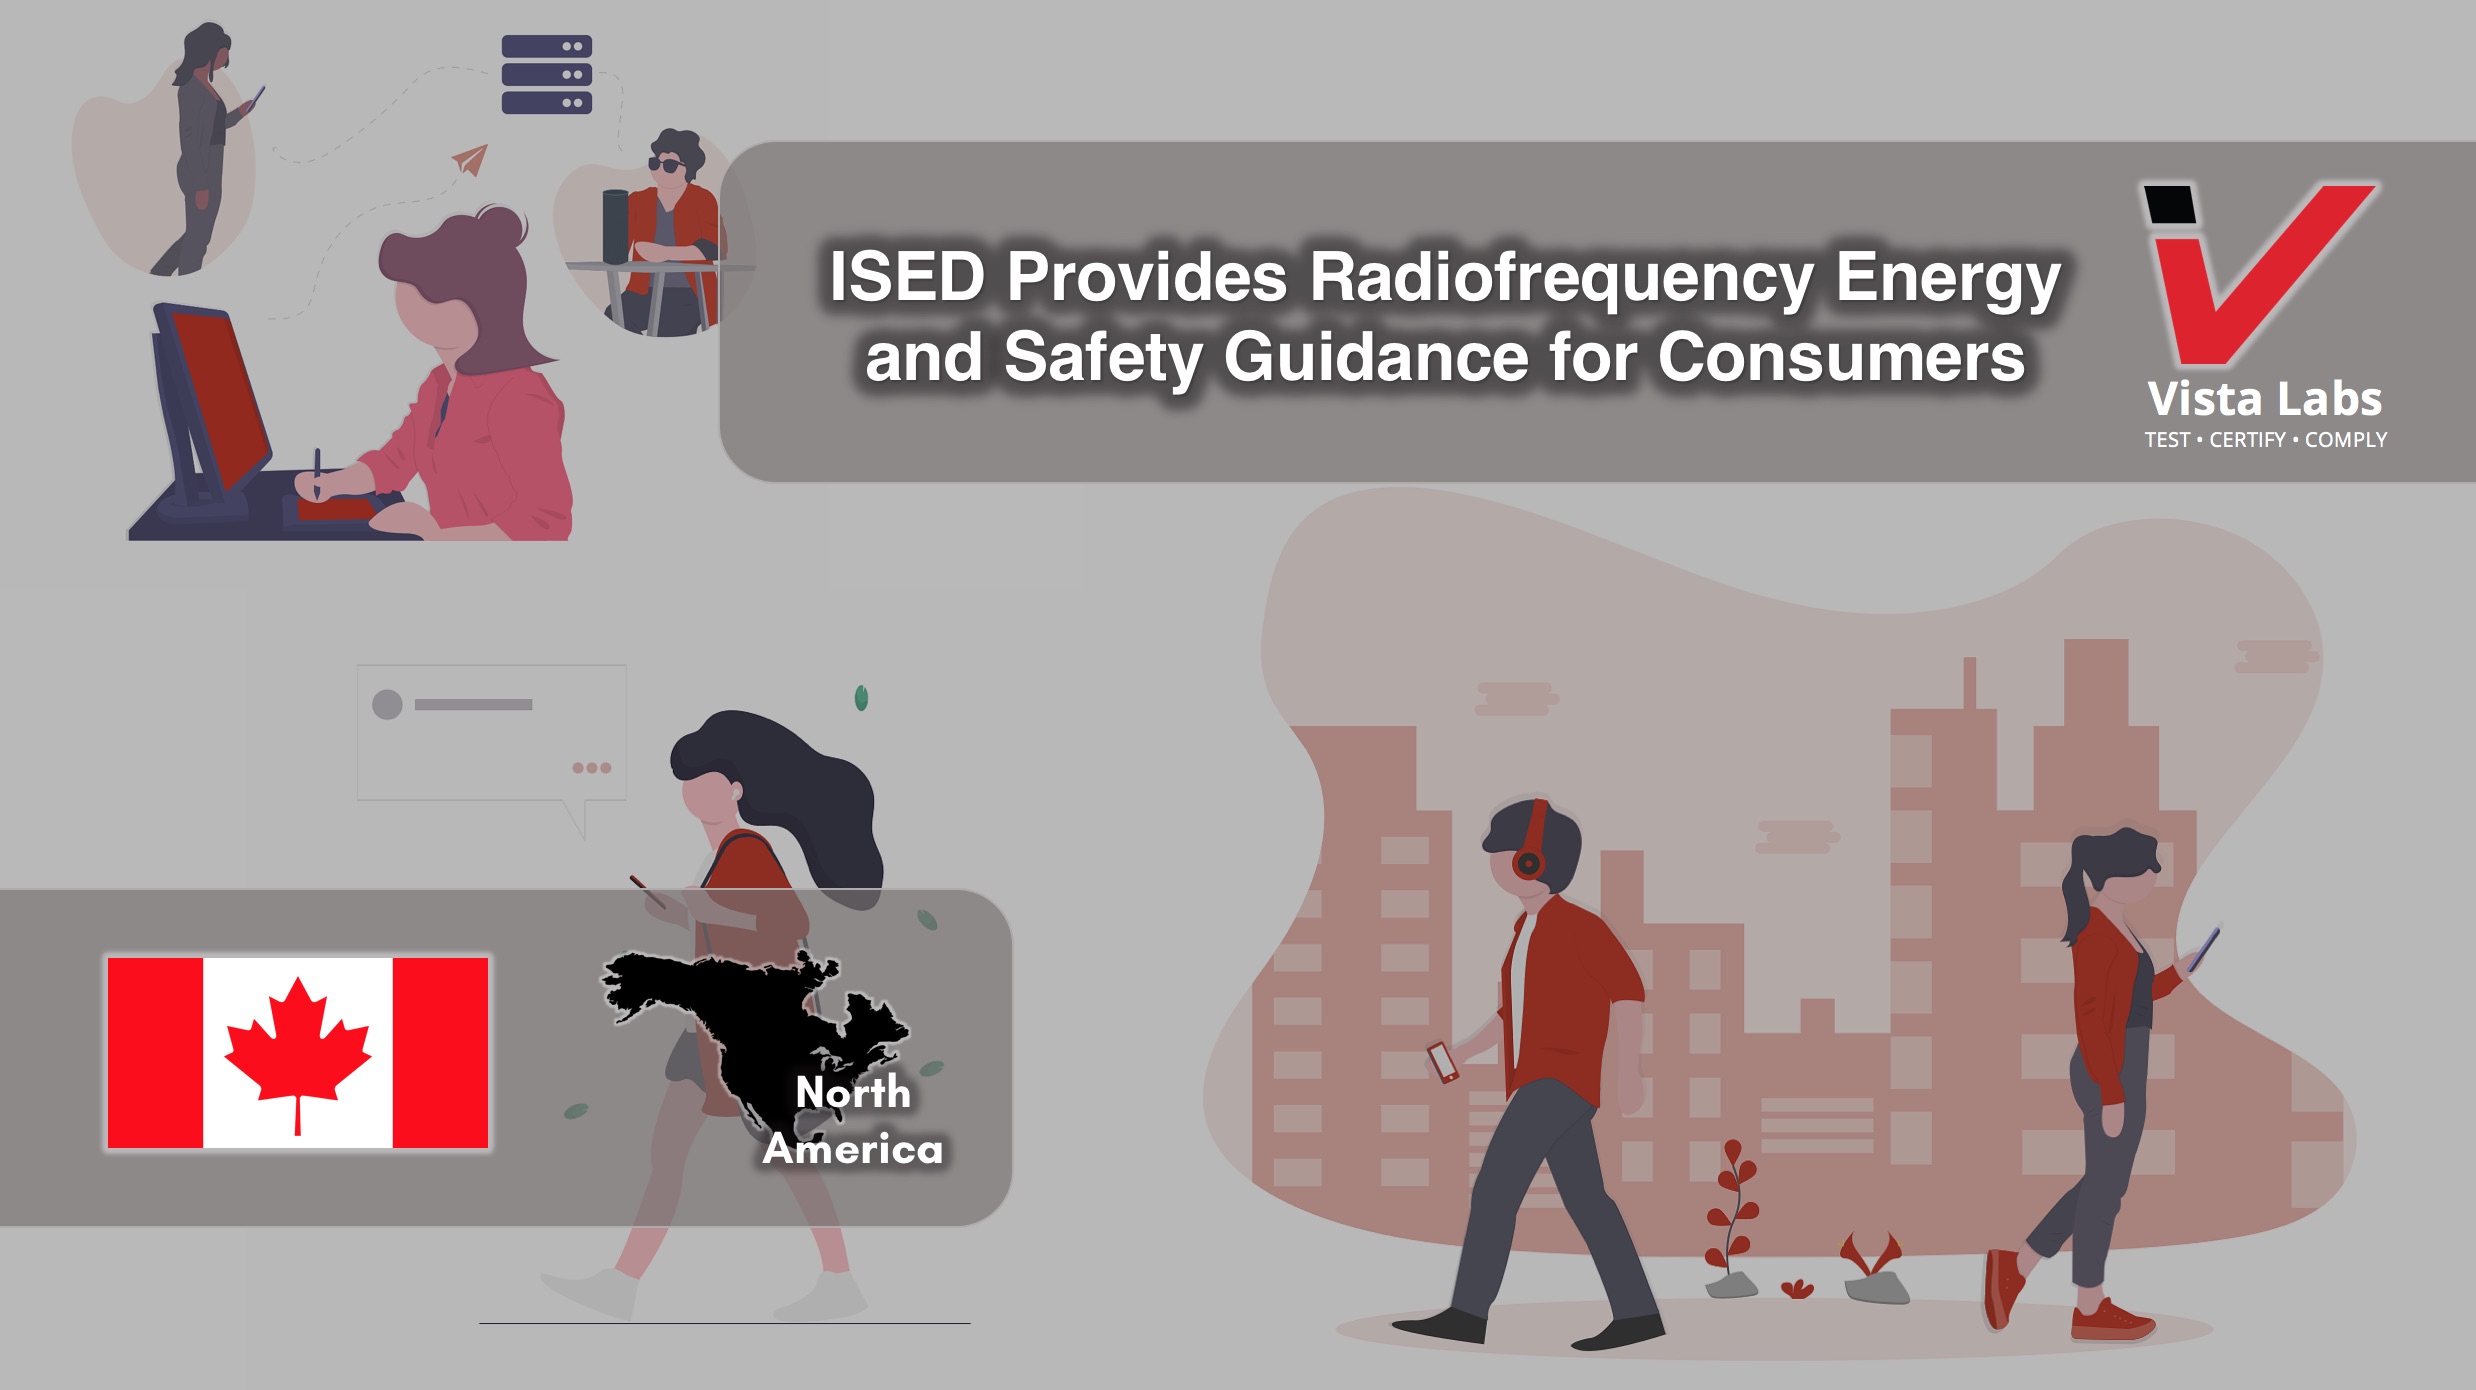 ISED Provides Radiofrequency Energy
and Safety Guidance for Consumers
Vista Labs
TEST • CERTIFY • COMPLY
North
America